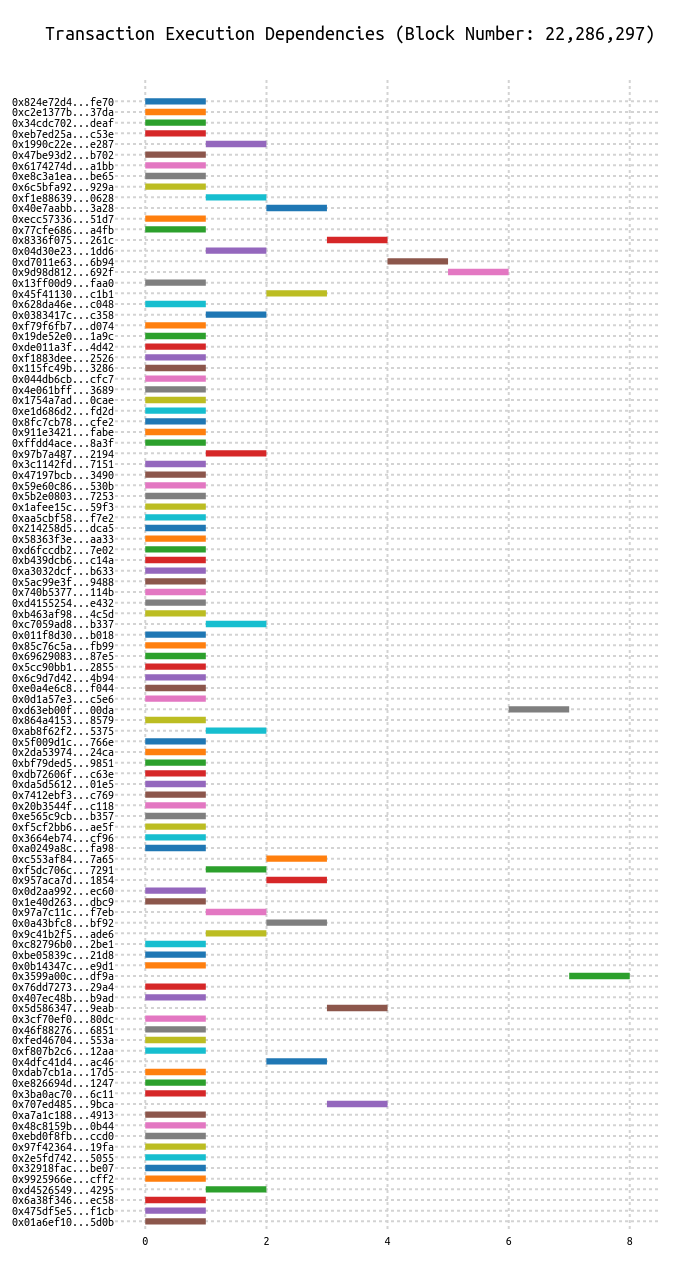 Transaction Execution Dependencies (Block Number: 22,286,297)
0x824e72d4...fe70
0xc2e1377b...37da
0x34cdc702...deaf
0xeb7ed25a...c53e
0x1990c22e...e287
0x47be93d2...b702
0x6174274d...a1bb
0xe8c3a1ea...be65
0x6c5bfa92...929a
0xf1e88639...0628
0x40e7aabb...3a28
0xecc57336...51d7
0x77cfe686...a4fb
0x8336f075...261c
0x04d30e23...1dd6
0xd7011e63...6b94
0x9d98d812...692f
0x13ff00d9...faa0
0x45f41130...c1b1
0x628da46e...c048
0x0383417c...c358
0xf79f6fb7...d074
0x19de52e0...1a9c
0xde011a3f...4d42
0xf1883dee...2526
0x115fc49b...3286
0x044db6cb...cfc7
0x4e061bff...3689
0x1754a7ad...0cae
0xe1d686d2...fd2d
0x8fc7cb78...cfe2
0x911e3421...fabe
0xffdd4ace...8a3f
0x97b7a487...2194
0x3c1142fd...7151
0x47197bcb...3490
0x59e60c86...530b
0x5b2e0803...7253
0x1afee15c...59f3
0xaa5cbf58...f7e2
0x214258d5...dca5
0x58363f3e...aa33
0xd6fccdb2...7e02
0xb439dcb6...c14a
0xa3032dcf...b633
0x5ac99e3f...9488
0x740b5377...114b
0xd4155254...e432
0xb463af98...4c5d
0xc7059ad8...b337
0x011f8d30...b018
0x85c76c5a...fb99
0x69629083...87e5
0x5cc90bb1...2855
0x6c9d7d42...4b94
0xe0a4e6c8...f044
0x0d1a57e3...c5e6
0xd63eb00f...00da
0x864a4153...8579
0xab8f62f2...5375
0x5f009d1c...766e
0x2da53974...24ca
0xbf79ded5...9851
0xdb72606f...c63e
0xda5d5612...01e5
0x7412ebf3...c769
0x20b3544f...c118
0xe565c9cb...b357
0xf5cf2bb6...ae5f
0x3664eb74...cf96
0xa0249a8c...fa98
0xc553af84...7a65
0xf5dc706c...7291
0x957aca7d...1854
0x0d2aa992...ec60
0x1e40d263...dbc9
0x97a7c11c...f7eb
0x0a43bfc8...bf92
0x9c41b2f5...ade6
0xc82796b0...2be1
0xbe05839c...21d8
0x0b14347c...e9d1
0x3599a00c...df9a
0x76dd7273...29a4
0x407ec48b...b9ad
0x5d586347...9eab
0x3cf70ef0...80dc
0x46f88276...6851
0xfed46704...553a
0xf807b2c6...12aa
0x4dfc41d4...ac46
0xdab7cb1a...17d5
0xe826694d...1247
0x3ba0ac70...6c11
0x707ed485...9bca
0xa7a1c188...4913
0x48c8159b...0b44
0xebd0f8fb...ccd0
0x97f42364...19fa
0x2e5fd742...5055
0x32918fac...be07
0x9925966e...cff2
0xd4526549...4295
0x6a38f346...ec58
0x475df5e5...f1cb
0x01a6ef10...5d0b
0 2 4 6 8